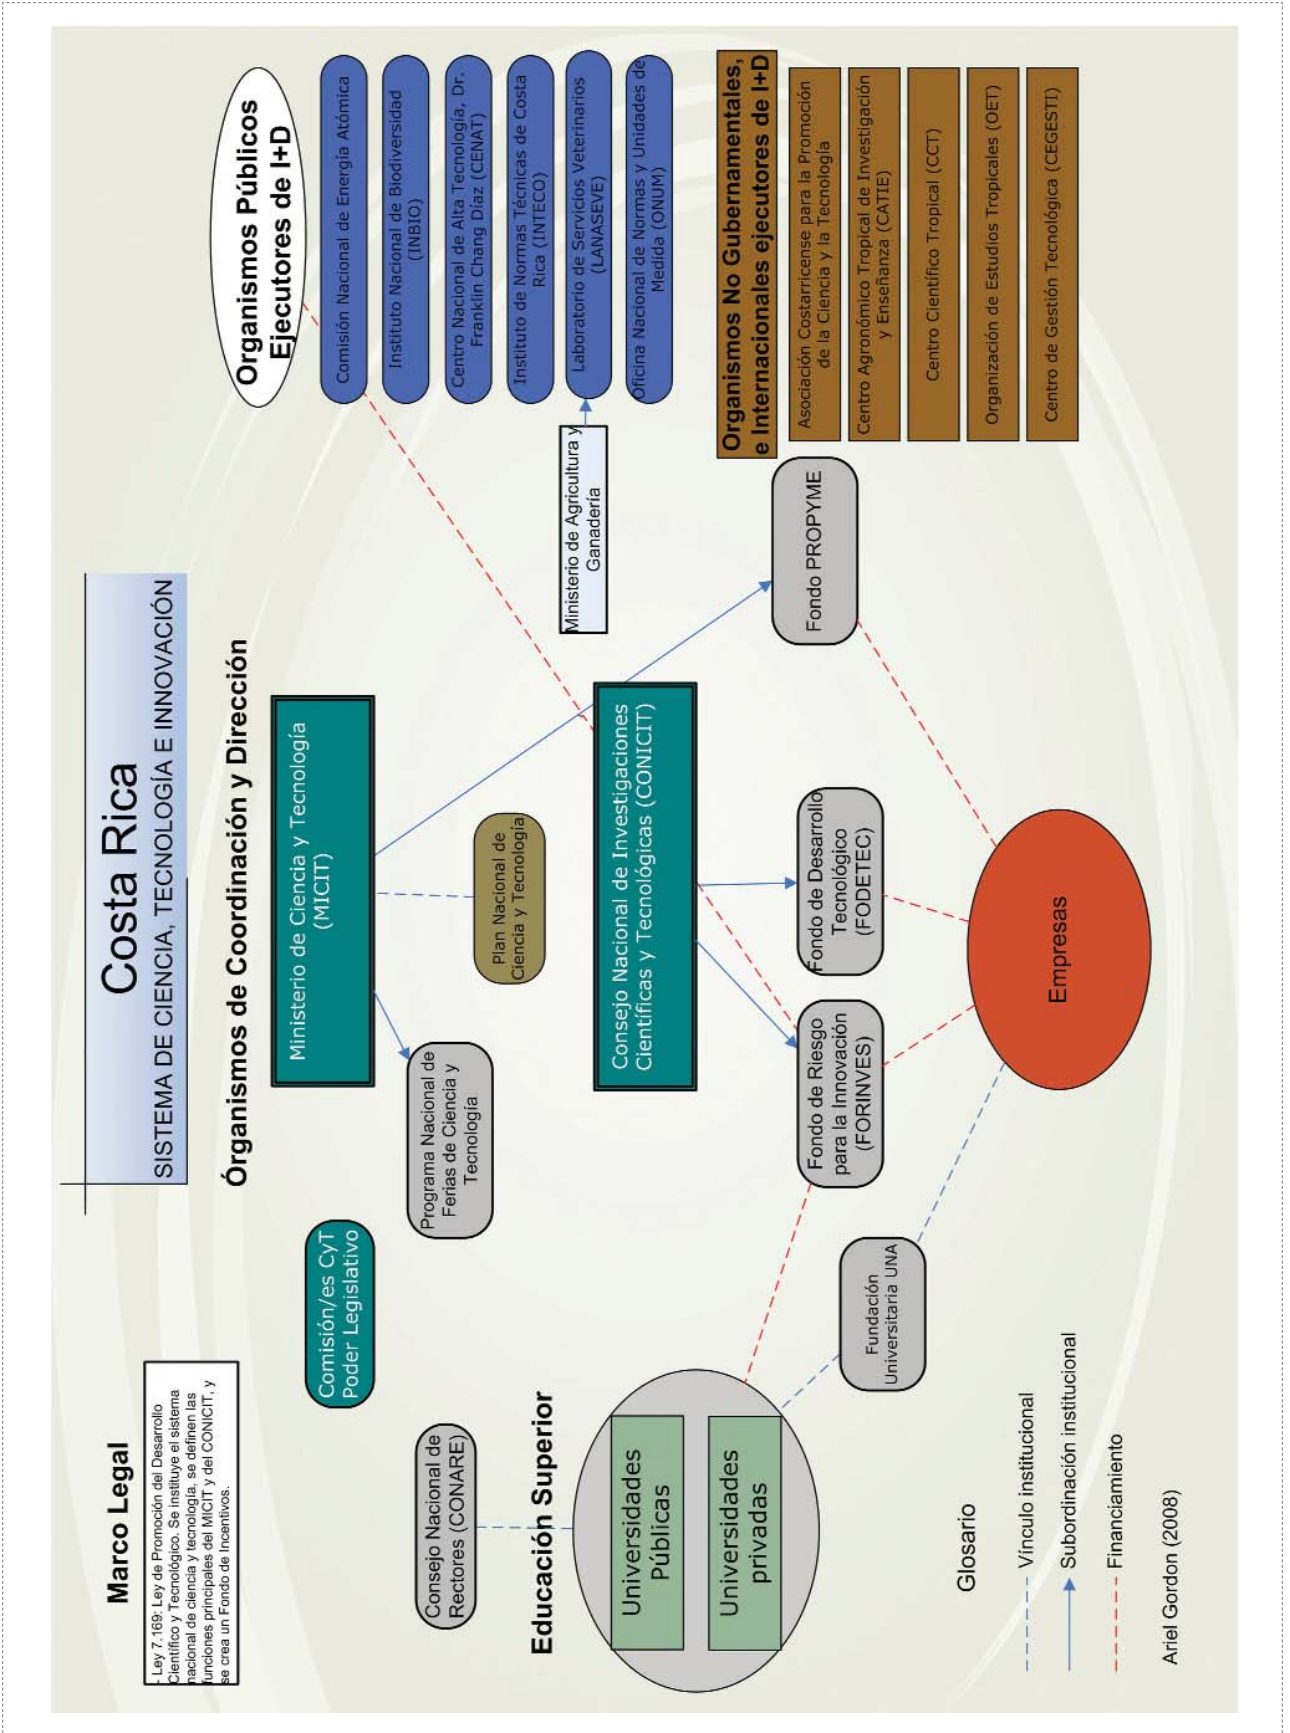 Costa Rica
SISTEMA DE CIENCIA, TECNOLOGÍA E INNOVACIÓN
Marco Legal
- Ley 7.169: Ley de Promoción del Desarrollo
Científico y Tecnológico. Se instituye el sistema
nacional de ciencia y tecnología, se definen las
funciones principales del MICIT y del CONICIT, y
se crea un Fondo de Incentivos.
Órganismos de Coordinación y Dirección
Comisión/es CyT
Poder Legislativo
Ministerio de Ciencia y Tecnología
(MICIT)
Programa Nacional de
Ferias de Ciencia y
Tecnología
Plan Nacional de
Ciencia y Tecnología
Consejo Nacional de Investigaciones
Científicas y Tecnológicas (CONICIT)
Organismos Públicos
Ejecutores de I+D
Comisión Nacional de Energía Atómica
Instituto Nacional de Biodiversidad
(INBIO)
Centro Nacional de Alta Tecnología, Dr.
Franklin Chang Díaz (CENAT)
Instituto de Normas Técnicas de Costa
Rica (INTECO)
Ministerio de Agricultura y
Ganadería
Laboratorio de Servicios Veterinarios
(LANASEVE)
Oficina Nacional de Normas y Unidades de
Medida (ONUM)
Consejo Nacional de
Rectores (CONARE)
Educación Superior
Universidades
Públicas
Universidades
privadas
Fundación
Universitaria UNA
Fondo de Riesgo
para la Innovación
(FORINVES)
Fondo de Desarrollo
Tecnológico
(FODETEC)
Fondo PROPYME
Empresas
Organismos No Gubernamentales,
e Internacionales ejecutores de I+D
Asociación Costarricense para la Promoción
de la Ciencia y la Tecnología
Centro Agronómico Tropical de Investigación
y Enseñanza (CATIE)
Centro Científico Tropical (CCT)
Organización de Estudios Tropicales (OET)
Centro de Gestión Tecnológica (CEGESTI)
Glosario
Vínculo institucional
Subordinación institucional
Financiamiento
Ariel Gordon (2008)